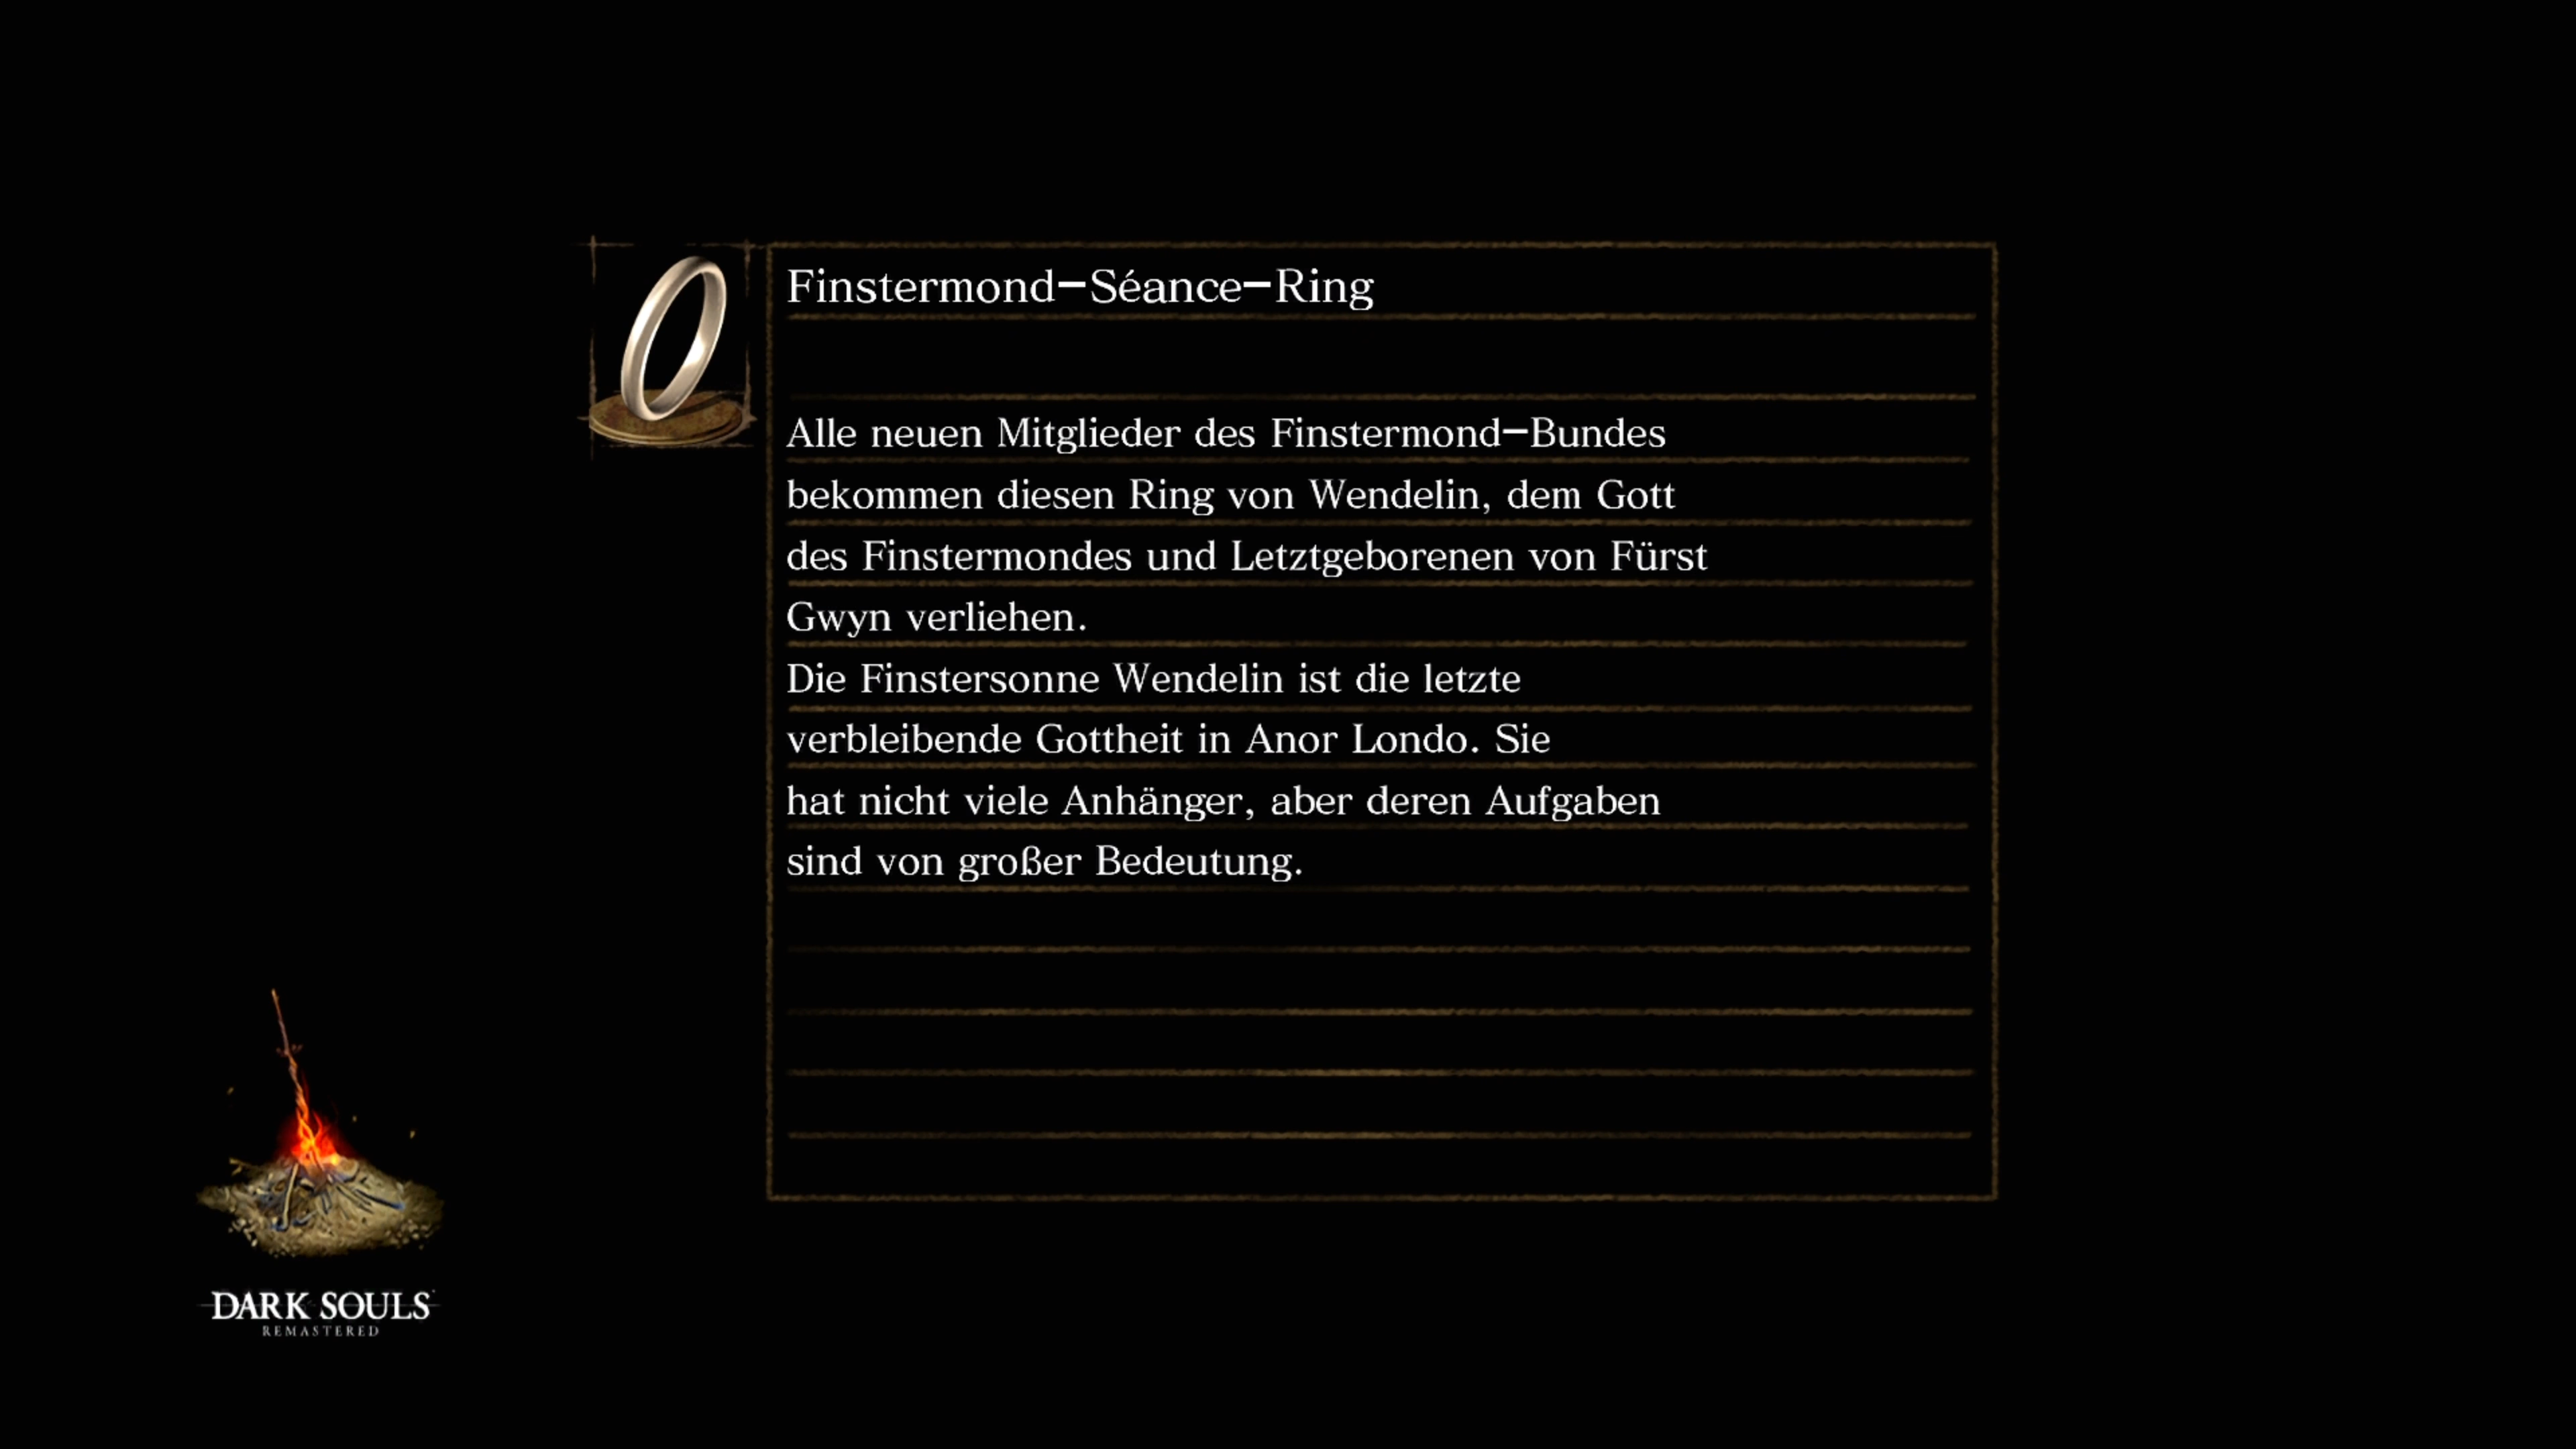 Finstermond-Séance-Ring
Alle neuen Mitglieder des Finstermond-Bundes
bekommen diesen Ring von Wendelin, dem Gott
des Finstermondes und Letztgeborenen von Fürst
Gwyn verliehen.
Die Finstersonne Wendelin ist die letzte
verbleibende Gottheit in Anor Londo. Sie
hat nicht viele Anhänger, aber deren Aufgaben
sind von großer Bedeutung.
DARK SOULS
REMASTERED